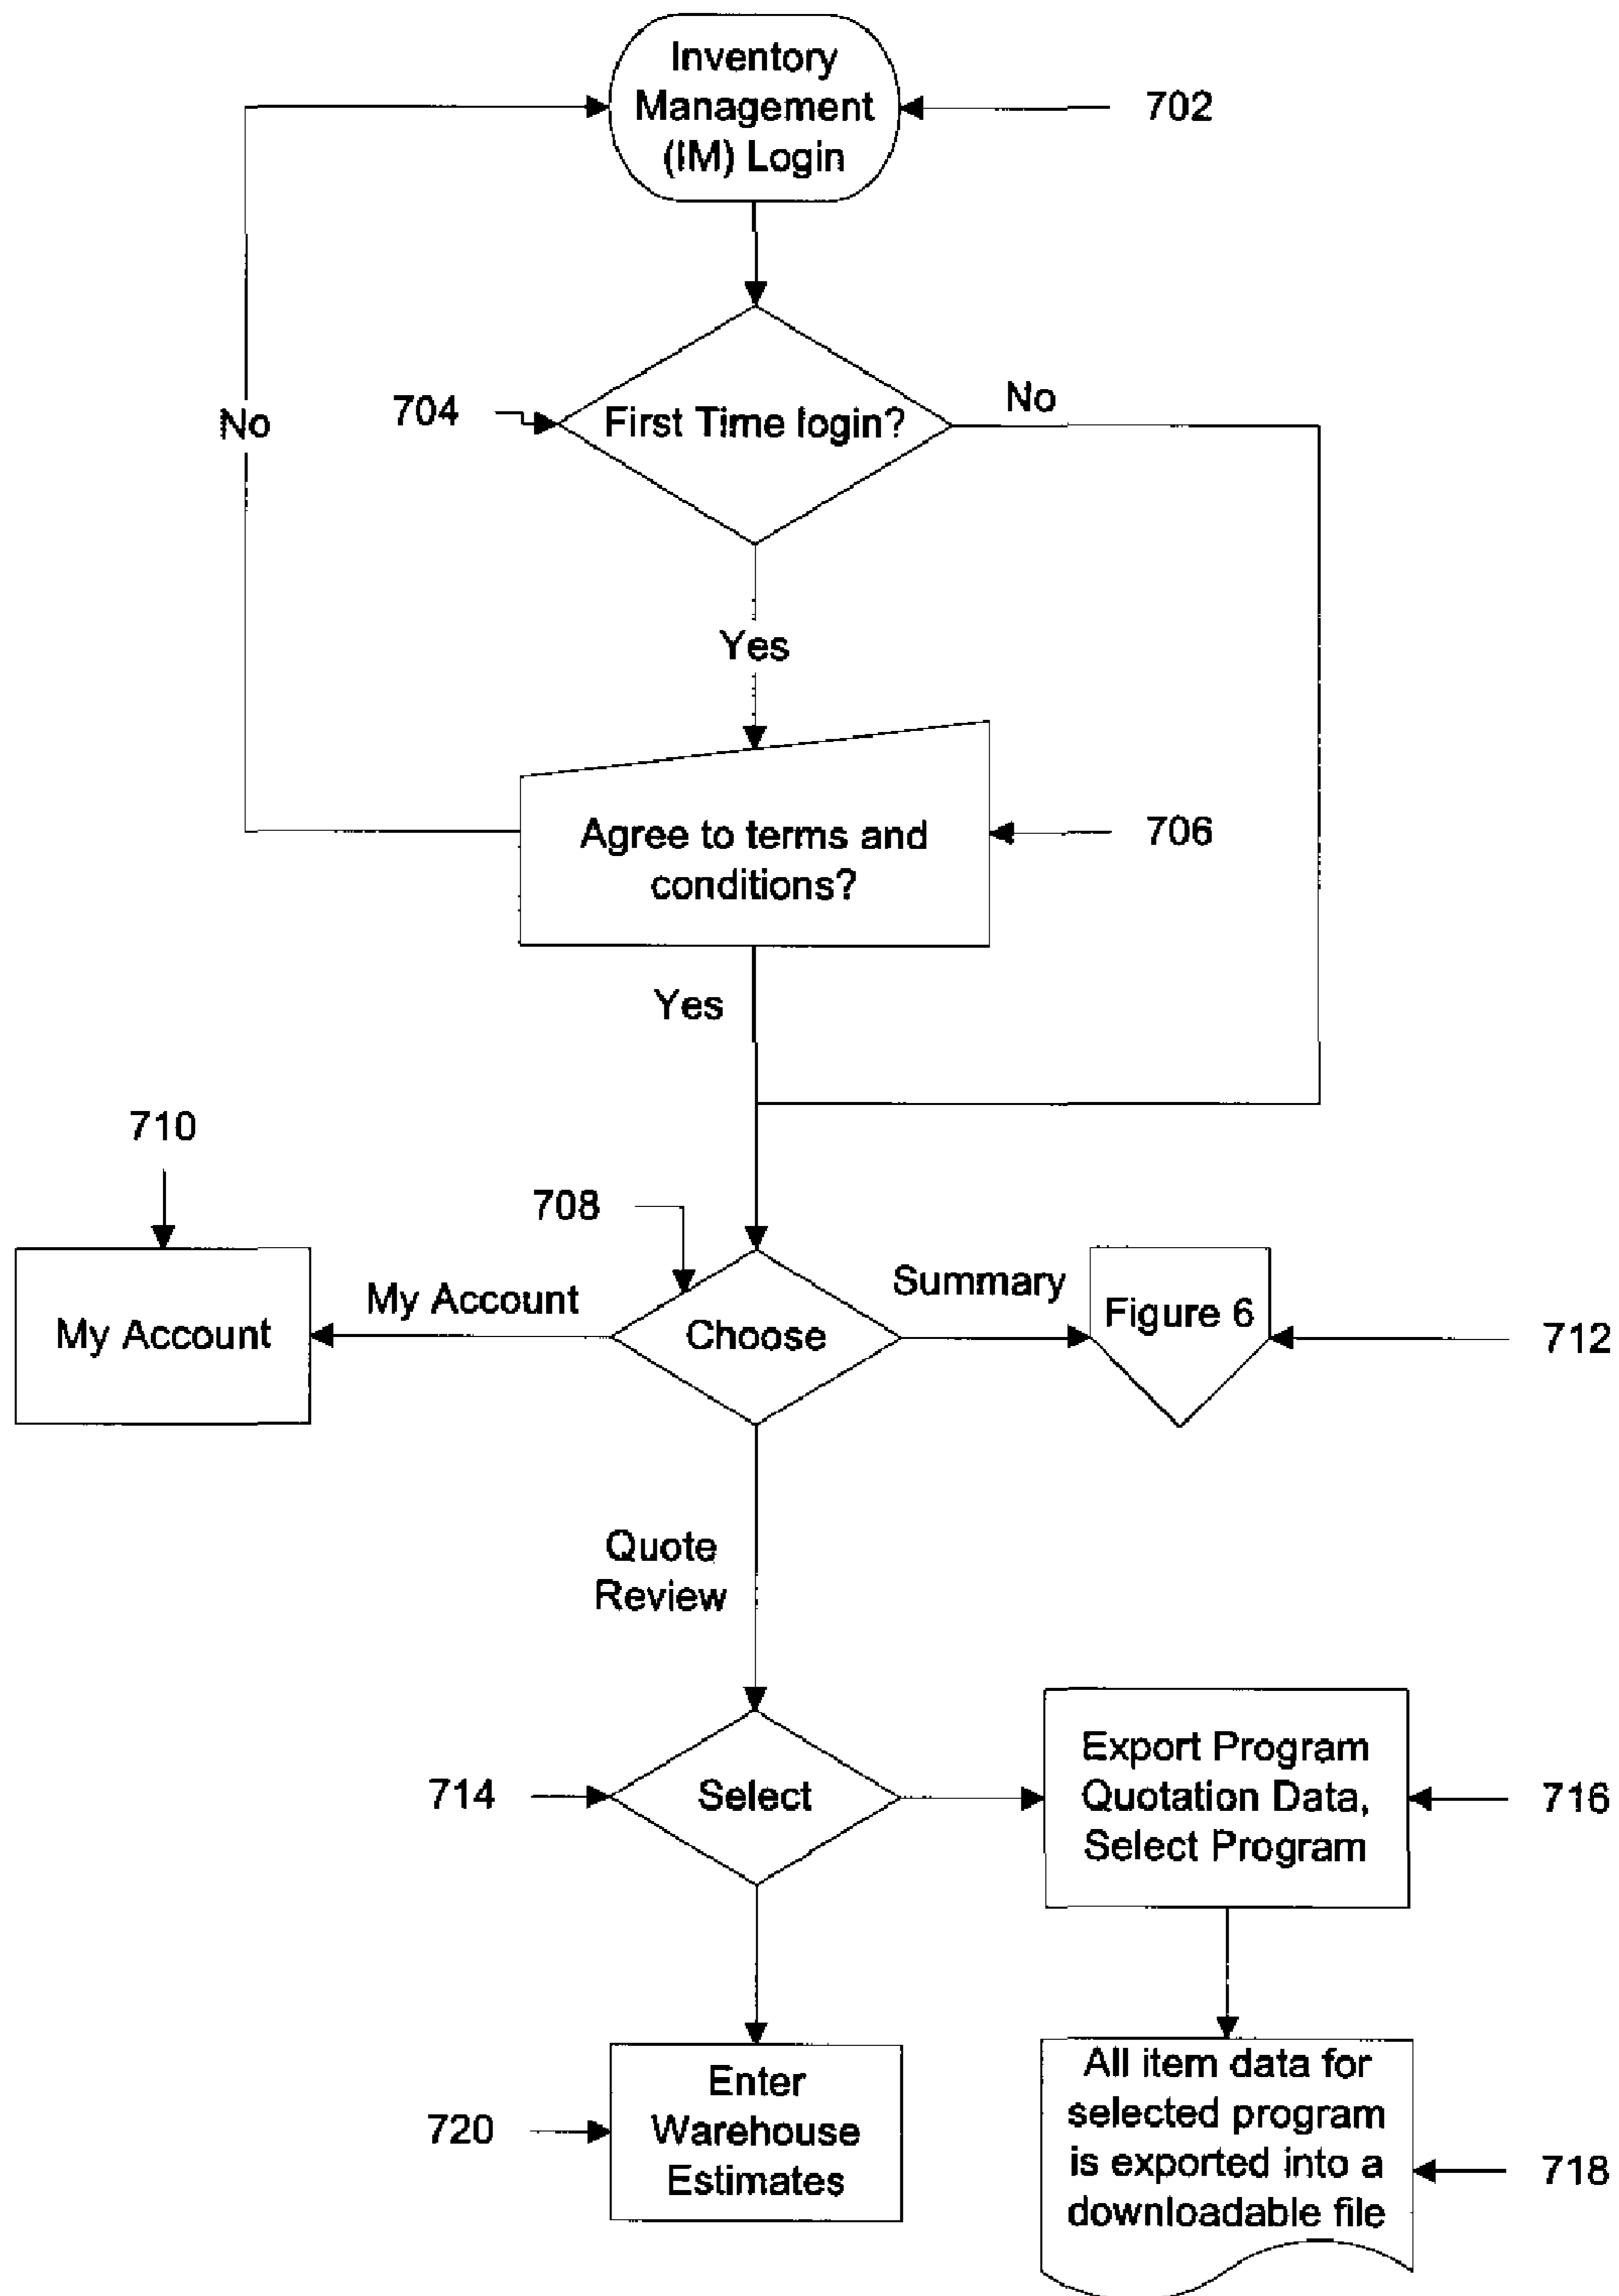 Inventory
Management
(IM) Login
702
704
First Time login?
No
No
Yes
Agree to terms and
conditions?
706
Yes
710
708
My Account
My Account
Choose
Summary
Figure 6
712
Quote
Review
714
Select
Export Program
Quotation Data,
Select Program
716
720
Enter
Warehouse
Estimates
All item data for
selected program
is exported into a
downloadable file
718